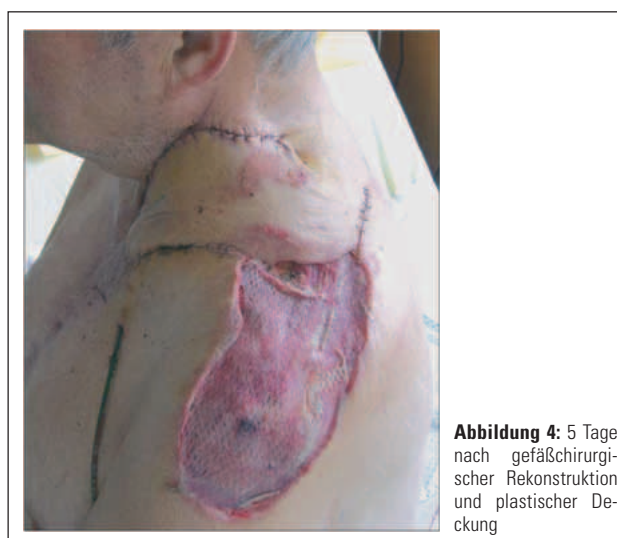 Abbildung 4: 5 Tage
nach gefäßchirurgi-
scher Rekonstruktion
und plastischer De-
ckung